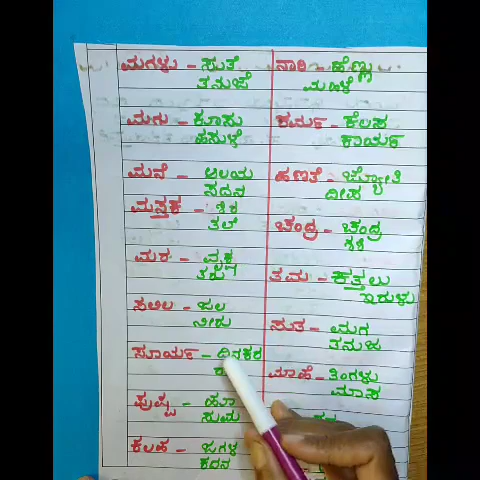 ಮಗಳು - ಸುತೆ
ತನುಜೆ
ಮಗು - ಕೂಸು
ಹಸುಳೆ
ಮನೆ - ಆಲಯ
ಸದನ
ಮಸ್ತಕ - ಶಿರ
ತಲೆ
ಮರ - ವೃಕ್ಷ
ತರು
ಸಲಿಲ - ಜಲ
ನೀರು
ಸೂರ್ಯ - ದಿನಕರ
ಪುಷ್ಪ - ಹೂ
ಸುಮ
ಕಲಹ - ಜಗಳ
ಕದನ
ನಾರಿ - ಹೆಣ್ಣು
ಮಹಿಳೆ
ಕರ್ಮ - ಕೆಲಸ
ಕಾರ್ಯ
ಹಣತೆ - ಜ್ಯೋತಿ
ದೀಪ
ಚಂದ್ರ - ಚಂದ್ರ
ಶಶಿ
ತಮ - ಕತ್ತಲು
ಇರುಳು
ಸುತ - ಮಗ
ತನುಜ
ಮಾಹೆ - ತಿಂಗಳು
ಮಾಸ